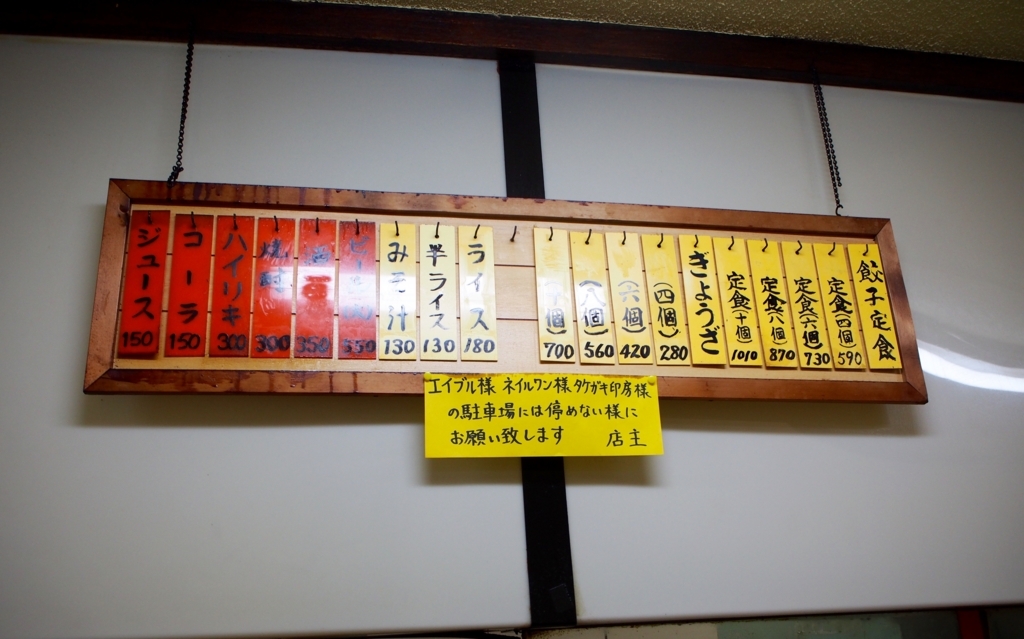 餃子定食
定食(四個) 590
定食(六個) 730
定食(八個) 870
定食(十個) 1010
ぎょうざ
(四個) 280
(六個) 420
(八個) 560
(十個) 700
ライス 180
半ライス 130
みそ汁 130
ビール 550
酒 350
焼酎 300
ハイリキ 300
コーラ 150
ジュース 150
エイブル様 ネイルワン様 タケガキ印房様
の駐車場には停めない様に
お願い致します 店主